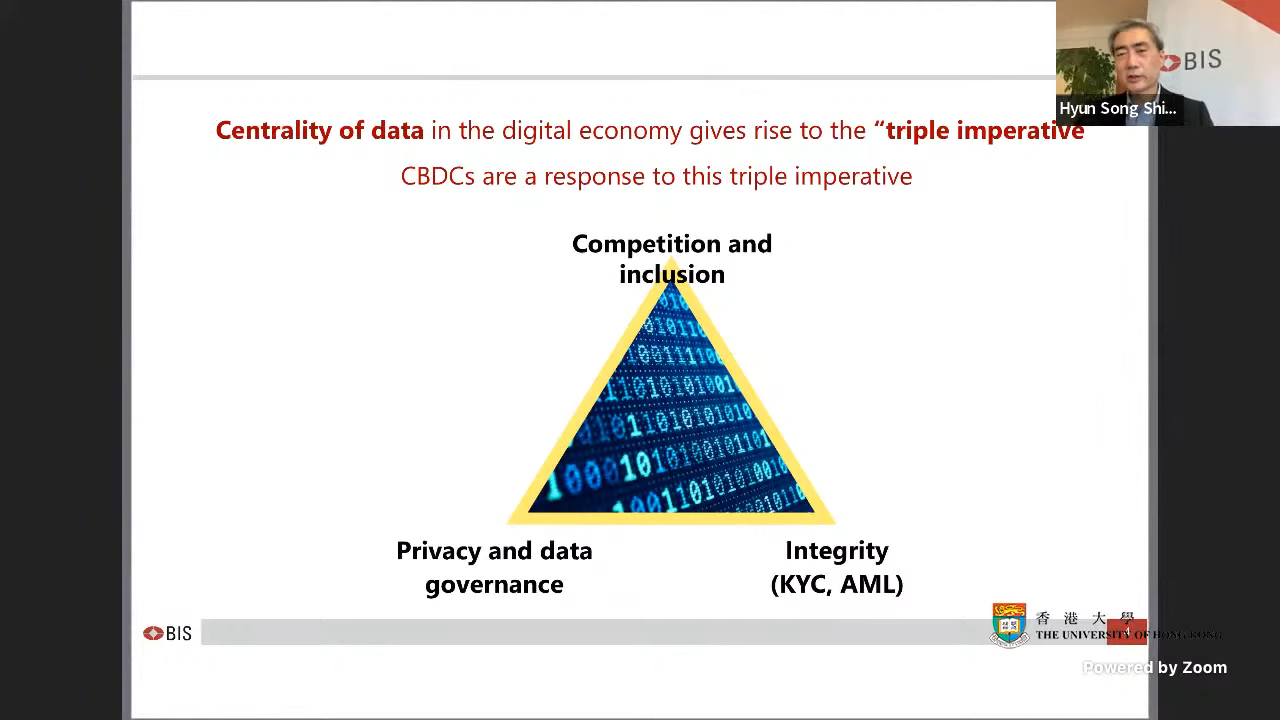 BIS
Hyun Song Shi...
Centrality of data in the digital economy gives rise to the “triple imperative
CBDCs are a response to this triple imperative
Competition and
inclusion
Privacy and data
governance
Integrity
(KYC, AML)
BIS
香港大學
THE UNIVERSITY OF HONG KONG
4
Powered by Zoom